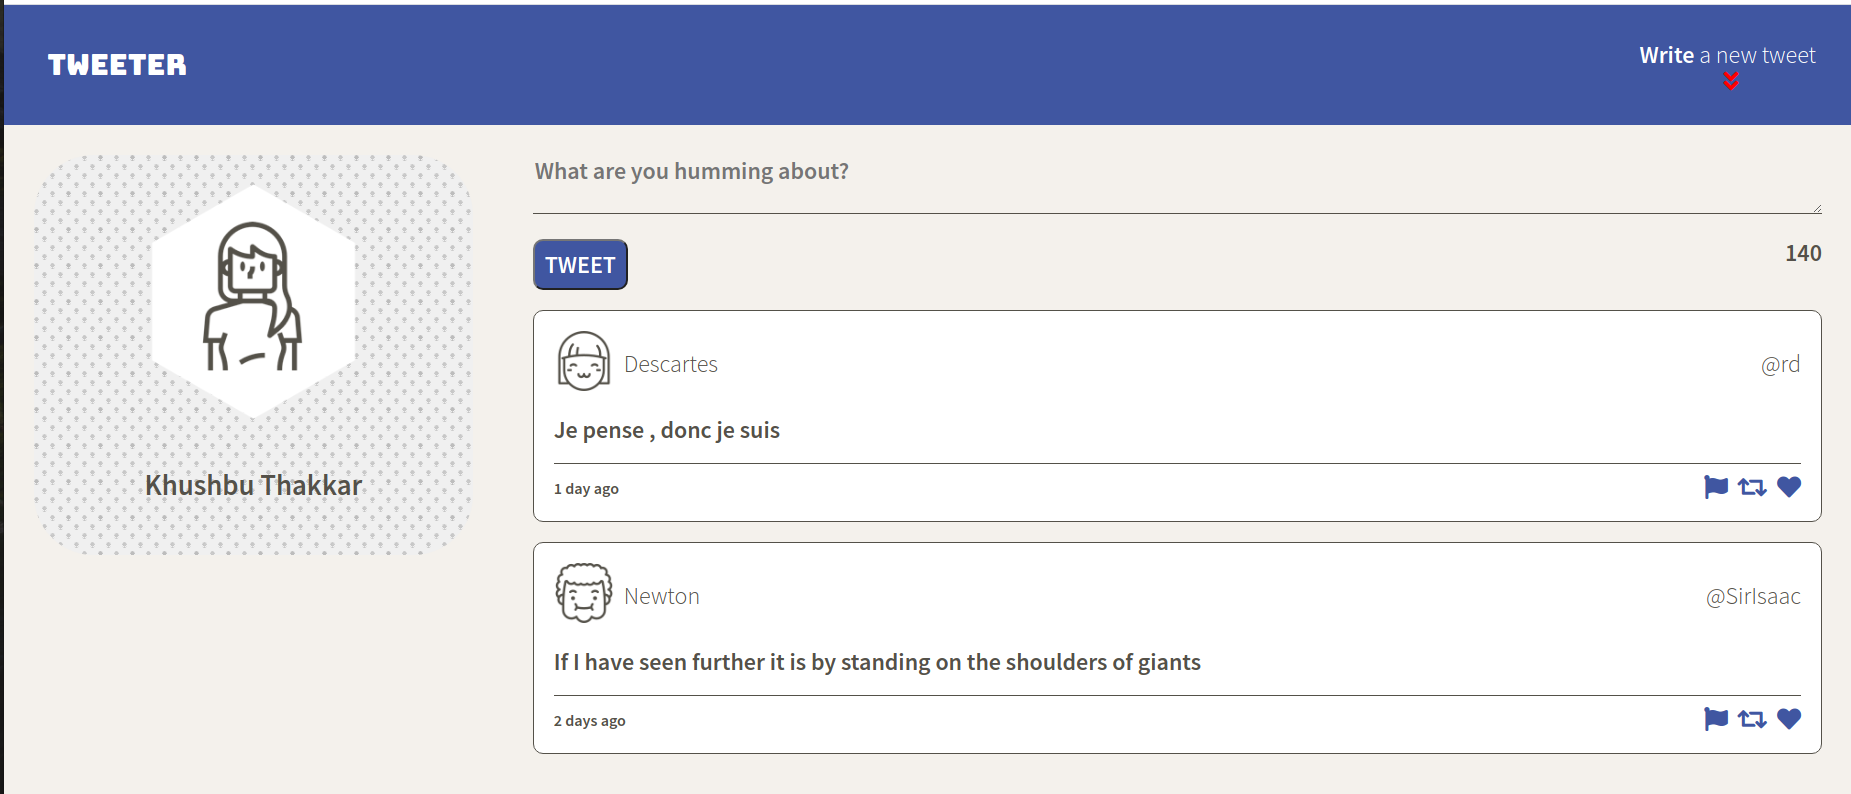 TWEETER
Write a new tweet
Khushbu Thakkar
What are you humming about?
TWEET
140
Descartes
@rd
Je pense , donc je suis
1 day ago
Newton
@SirIsaac
If I have seen further it is by standing on the shoulders of giants
2 days ago